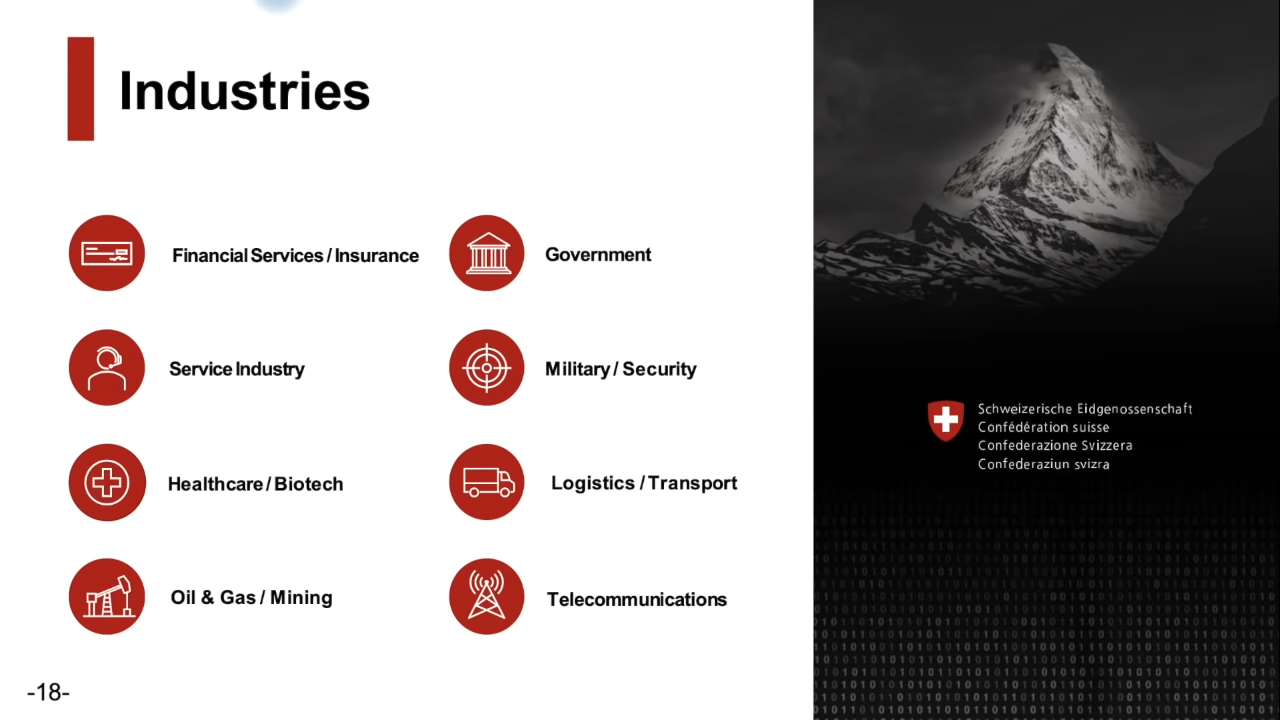 Industries
Financial Services / Insurance
Government
Service Industry
Military / Security
Healthcare / Biotech
Logistics / Transport
Oil & Gas / Mining
Telecommunications
-18-
Schweizerische Eidgenossenschaft
Confédération suisse
Confederazione Svizzera
Confederaziun svizra